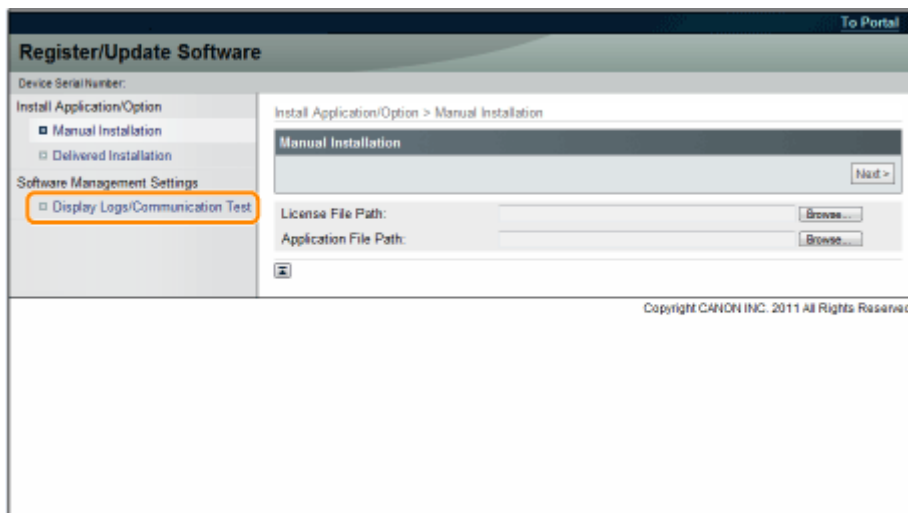 To Portal
Register/Update Software
Device Serial Number:
Install Application/Option
Manual Installation
Delivered Installation
Software Management Settings
Display Logs/Communication Test
Install Application/Option > Manual Installation
Manual Installation
Next >
License File Path:
Browse...
Application File Path:
Browse...
Copyright CANON INC. 2011 All Rights Reserved